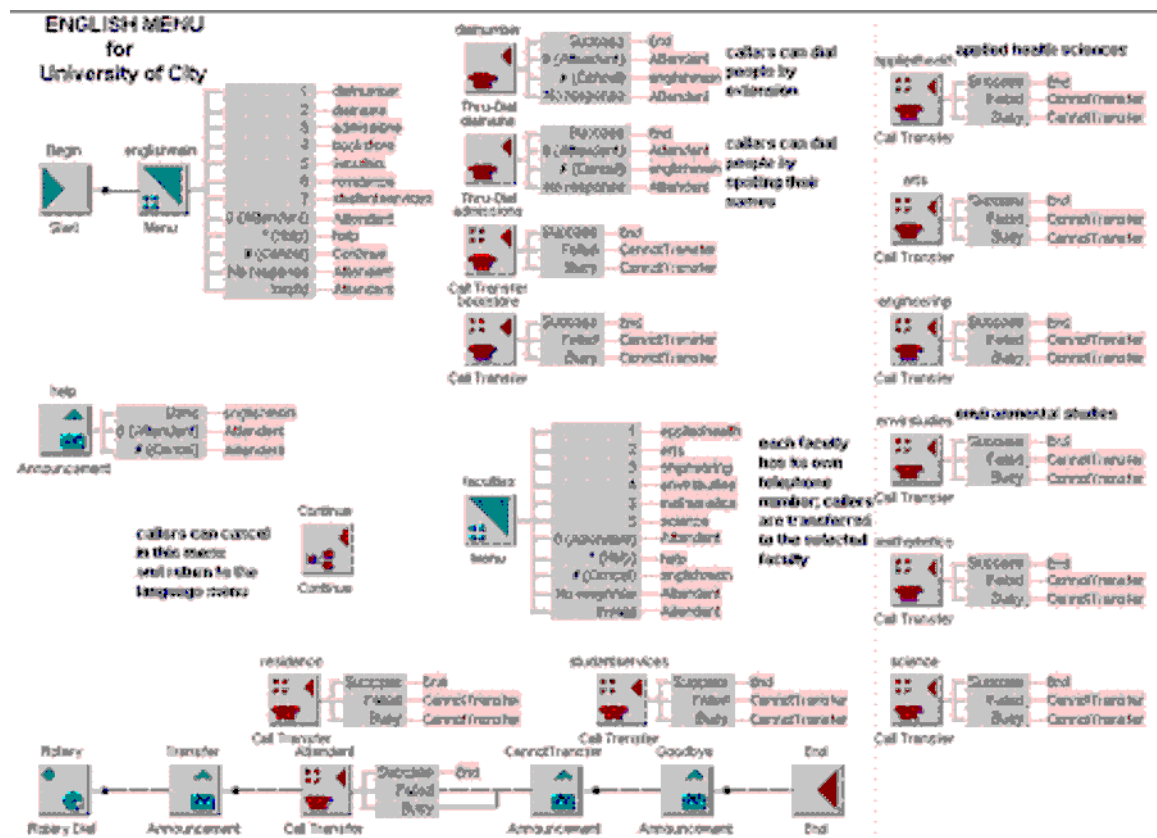 ENGLISH MENU
for
University of City
Begin
englishmain
Start
Menu
1 dialnumber
2 dialname
3 admissions
4 bookstore
5
6 residence
7 studentservices
0 (Attendant) Attendant
* (Help) help
# (Cancel) Continue
No response Attendant
Attendant
dialnumber
Success End
0 (Attendant) Attendant
# (Cancel) englishmain
No response Attendant
Thru-Dial
callers can dial
people by
extension
dialname
Success End
0 (Attendant) Attendant
# (Cancel) englishmain
No response Attendant
Thru-Dial
callers can dial
people by
spelling their
names
admissions
Success End
Failed CannotTransfer
Busy CannotTransfer
Call Transfer
bookstore
Success End
Failed CannotTransfer
Busy CannotTransfer
Call Transfer
help
Done englishmain
0 (Attendant) Attendant
# (Cancel)
Announcement
callers can cancel
in this menu
and return to the
language menu
Continue
Continue
faculties
Menu
1 appliedhealth
2 arts
3 engineering
envirstudies
mathematics
science
0 (Attendant) Attendant
* (Help) help
# (Cancel) englishmain
No response Attendant
Attendant
each faculty
has its own
telephone
number; callers
are transferred
to the selected
faculty
appliedhealth
applied health sciences
Success End
Failed CannotTransfer
Busy CannotTransfer
Call Transfer
arts
Success End
Failed CannotTransfer
Busy CannotTransfer
Call Transfer
engineering
Success End
Failed CannotTransfer
Busy CannotTransfer
Call Transfer
envirstudies
environmental studies
Success End
Failed CannotTransfer
Busy CannotTransfer
Call Transfer
Success End
Failed CannotTransfer
Busy CannotTransfer
Call Transfer
science
Success End
Failed CannotTransfer
Busy CannotTransfer
Call Transfer
residence
Success End
Failed CannotTransfer
Busy CannotTransfer
Call Transfer
studentservices
Success End
Failed CannotTransfer
Busy CannotTransfer
Call Transfer
Rotary
Rotary Dial
Transfer
Announcement
Attendant
Success End
Failed
Busy
Call Transfer
CannotTransfer
Announcement
Goodbye
Announcement
End
End